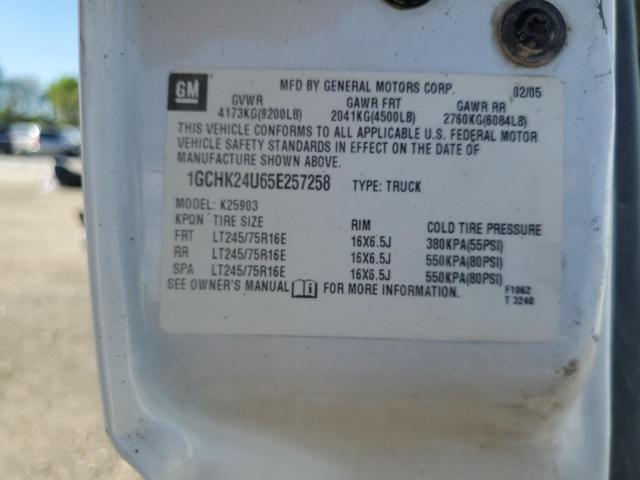 GM
MFD BY GENERAL MOTORS CORP. 02/05
GVWR GAWR FRT GAWR RR
4173KG(9200LB) 2041KG(4500LB) 2760KG(6084LB)
THIS VEHICLE CONFORMS TO ALL APPLICABLE U.S. FEDERAL MOTOR
VEHICLE SAFETY STANDARDS IN EFFECT ON THE DATE OF
MANUFACTURE SHOWN ABOVE.
1GCHK24U65E257258 TYPE: TRUCK
MODEL: K25903
KPQN TIRE SIZE RIM COLD TIRE PRESSURE
FRT LT245/75R16E 16X6.5J 380KPA(55PSI)
RR LT245/75R16E 16X6.5J 550KPA(80PSI)
SPA LT245/75R16E 16X6.5J 550KPA(80PSI)
SEE OWNER'S MANUAL FOR MORE INFORMATION.
F1062
T 3240